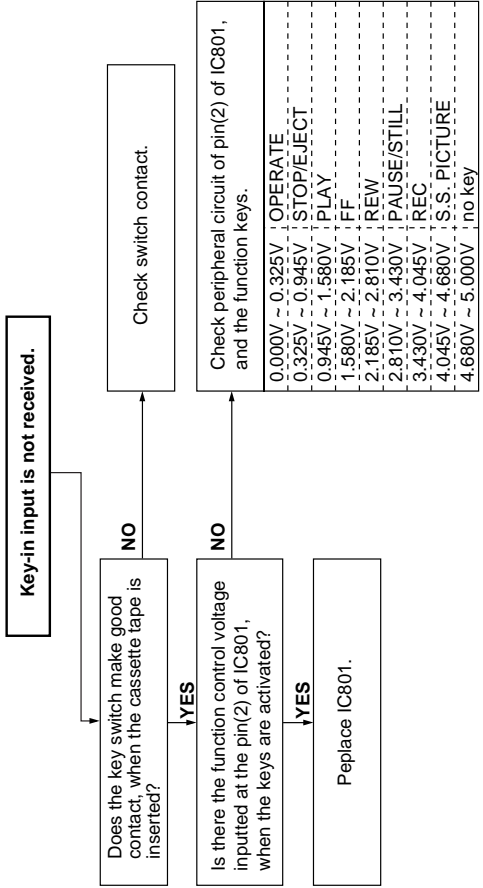 Key-in input is not received.
Does the key switch make good
contact, when the cassette tape is
inserted?
NO
Check switch contact.
YES
Is there the function control voltage
inputted at the pin(2) of IC801,
when the keys are activated?
NO
Check peripheral circuit of pin(2) of IC801,
and the function keys.
0.000V ~ 0.325V OPERATE
0.325V ~ 0.945V STOP/EJECT
0.945V ~ 1.580V PLAY
1.580V ~ 2.185V FF
2.185V ~ 2.810V REW
2.810V ~ 3.430V PAUSE/STILL
3.430V ~ 4.045V REC
4.045V ~ 4.680V S.S. PICTURE
4.680V ~ 5.000V no key
YES
Peplace IC801.